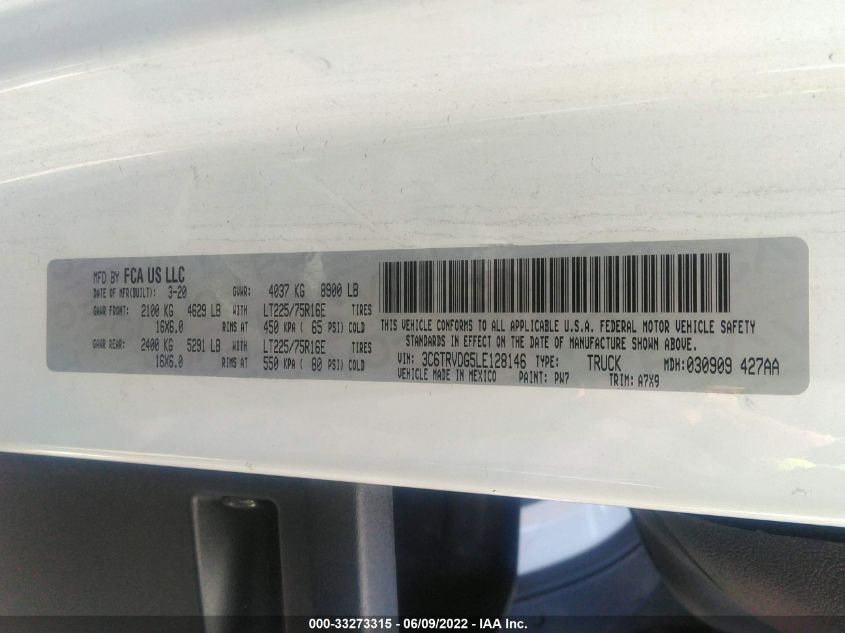 MFD BY FCA US LLC
DATE OF MFR(BUILT): 3-20 GVWR: 4037 KG 8900 LB
GAWR FRONT: 2100 KG 4629 LB WITH LT225/75R16E TIRES
16X6.0 RIMS AT 450 KPA ( 65 PSI) COLD
GAWR REAR: 2400 KG 5291 LB WITH LT225/75R16E TIRES
16X6.0 RIMS AT 550 KPA ( 80 PSI) COLD
THIS VEHICLE CONFORMS TO ALL APPLICABLE U.S.A. FEDERAL MOTOR VEHICLE SAFETY
STANDARDS IN EFFECT ON THE DATE OF MANUFACTURE SHOWN ABOVE.
VIN: 3C6TRVDG5LE128146 TYPE: TRUCK MDH:030909 427AA
VEHICLE MADE IN MEXICO PAINT: PW7 TRIM: A7X9
000-33273315 - 06/09/2022 - IAA Inc.